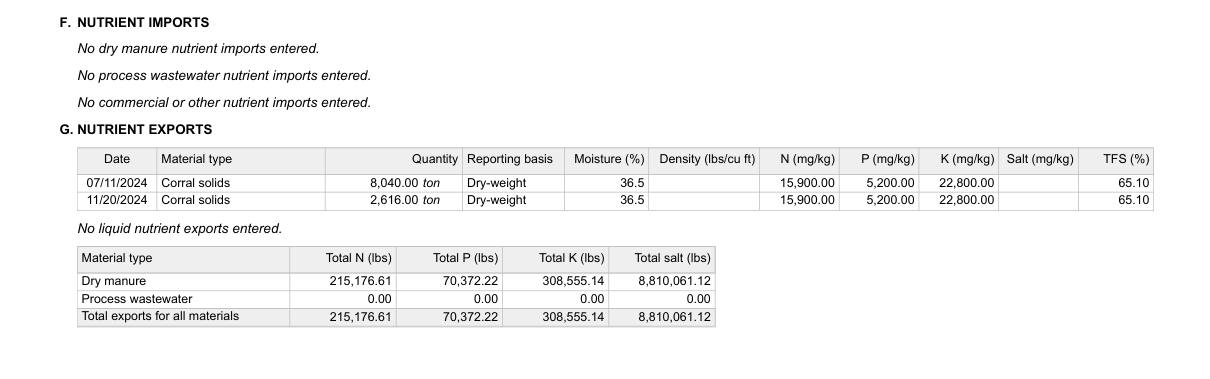 F. NUTRIENT IMPORTS
No dry manure nutrient imports entered.
No process wastewater nutrient imports entered.
No commercial or other nutrient imports entered.
G. NUTRIENT EXPORTS
Date Material type Quantity Reporting basis Moisture (%) Density (lbs/cu ft) N (mg/kg) P (mg/kg) K (mg/kg) Salt (mg/kg) TFS (%)
07/11/2024 Corral solids 8,040.00 ton Dry-weight 36.5 15,900.00 5,200.00 22,800.00 65.10
11/20/2024 Corral solids 2,616.00 ton Dry-weight 36.5 15,900.00 5,200.00 22,800.00 65.10
No liquid nutrient exports entered.
Material type Total N (lbs) Total P (lbs) Total K (lbs) Total salt (lbs)
Dry manure 215,176.61 70,372.22 308,555.14 8,810,061.12
Process wastewater 0.00 0.00 0.00 0.00
Total exports for all materials 215,176.61 70,372.22 308,555.14 8,810,061.12